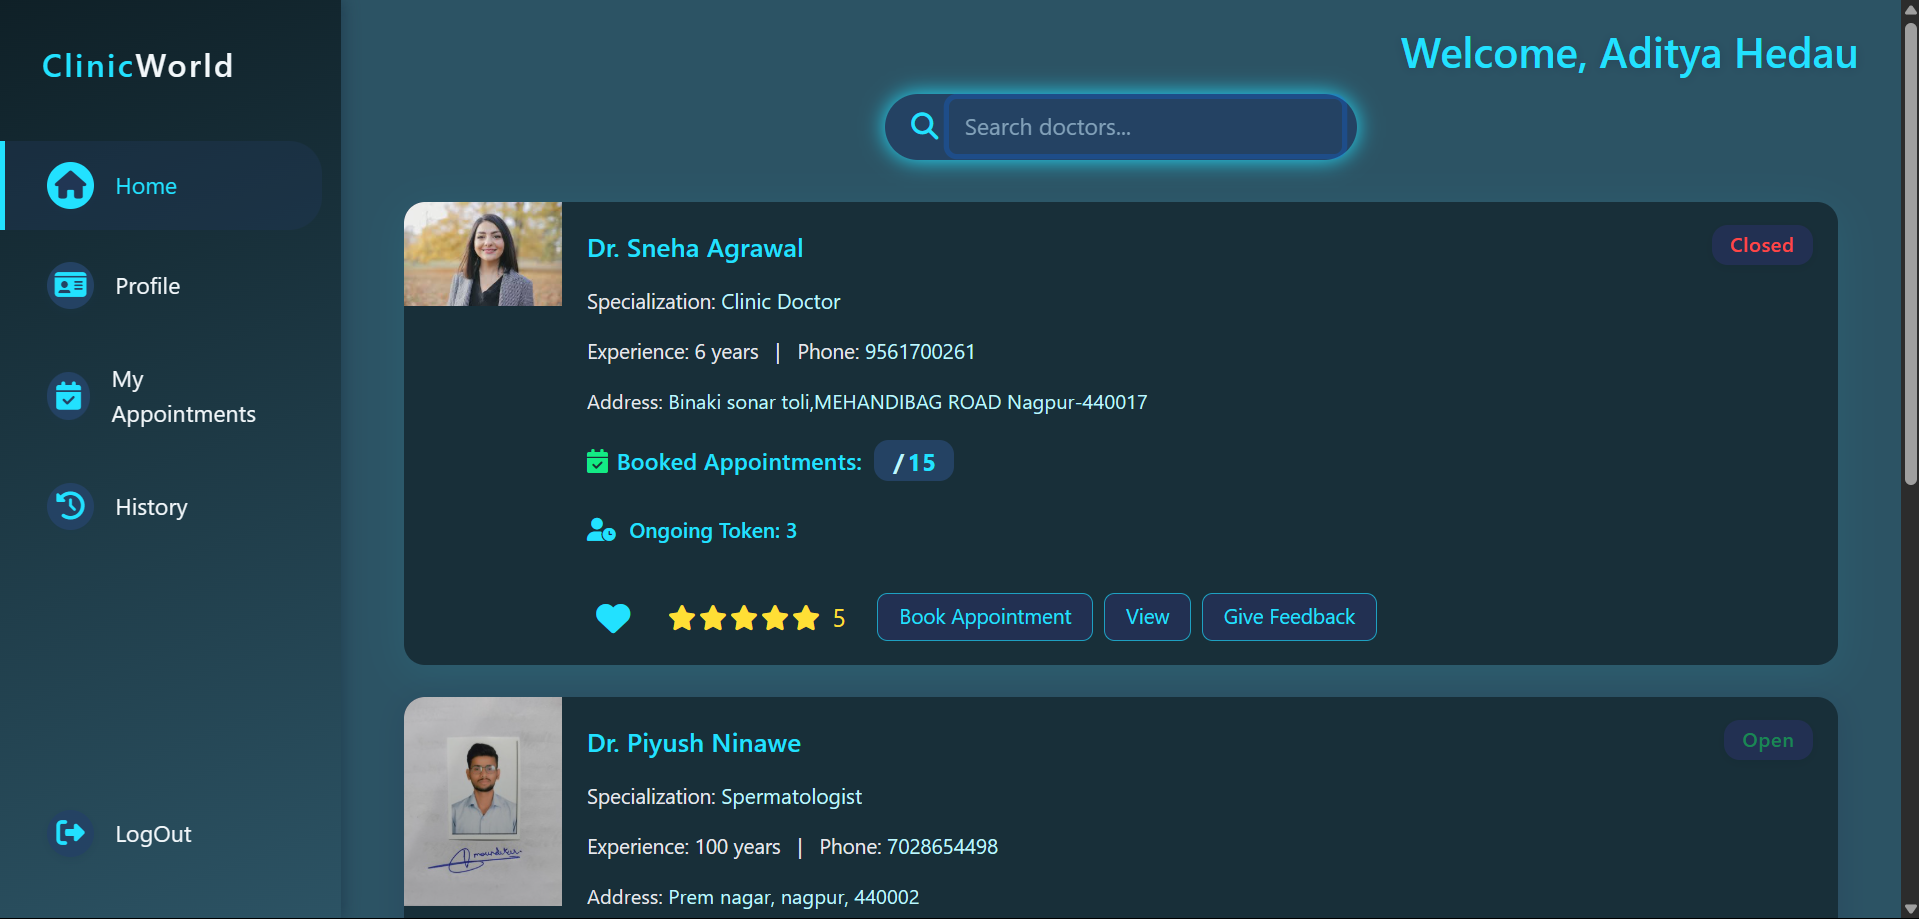 ClinicWorld
Home
Profile
My
Appointments
History
LogOut
Welcome, Aditya Hedau
Search doctors...
Dr. Sneha Agrawal
Closed
Specialization: Clinic Doctor
Experience: 6 years | Phone: 9561700261
Address: Binaki sonar toli,MEHANDIBAG ROAD Nagpur-440017
Booked Appointments: /15
Ongoing Token: 3
5
Book Appointment
View
Give Feedback
Dr. Piyush Ninawe
Open
Specialization: Spermatologist
Experience: 100 years | Phone: 7028654498
Address: Prem nagar, nagpur, 440002